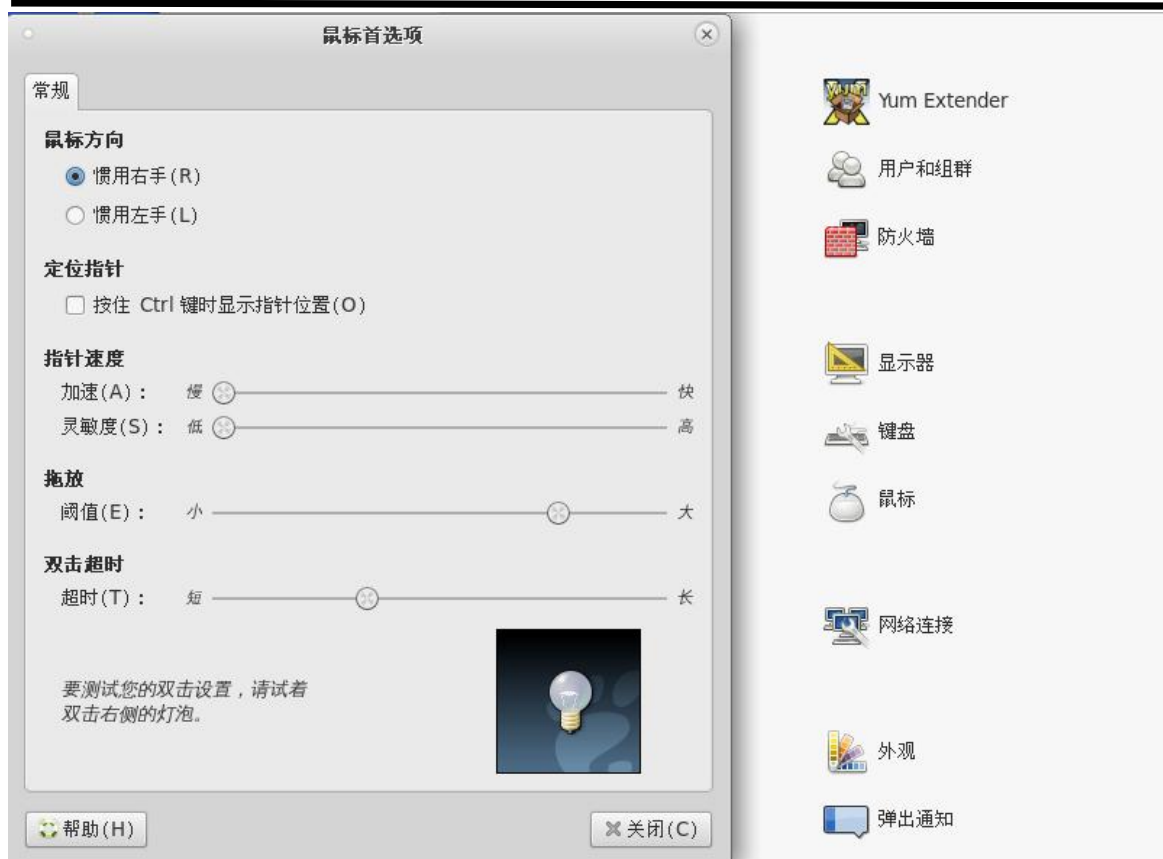 鼠标首选项
常规
鼠标方向
惯用右手(R)
惯用左手(L)
定位指针
按住 Ctrl 键时显示指针位置(O)
指针速度
加速(A)： 慢 快
灵敏度(S)： 低 高
拖放
阈值(E)： 小 大
双击超时
超时(T)： 短 长
要测试您的双击设置，请试着
双击右侧的灯泡。
帮助(H)
关闭(C)
Yum Extender
用户和组群
防火墙
显示器
键盘
鼠标
网络连接
外观
弹出通知